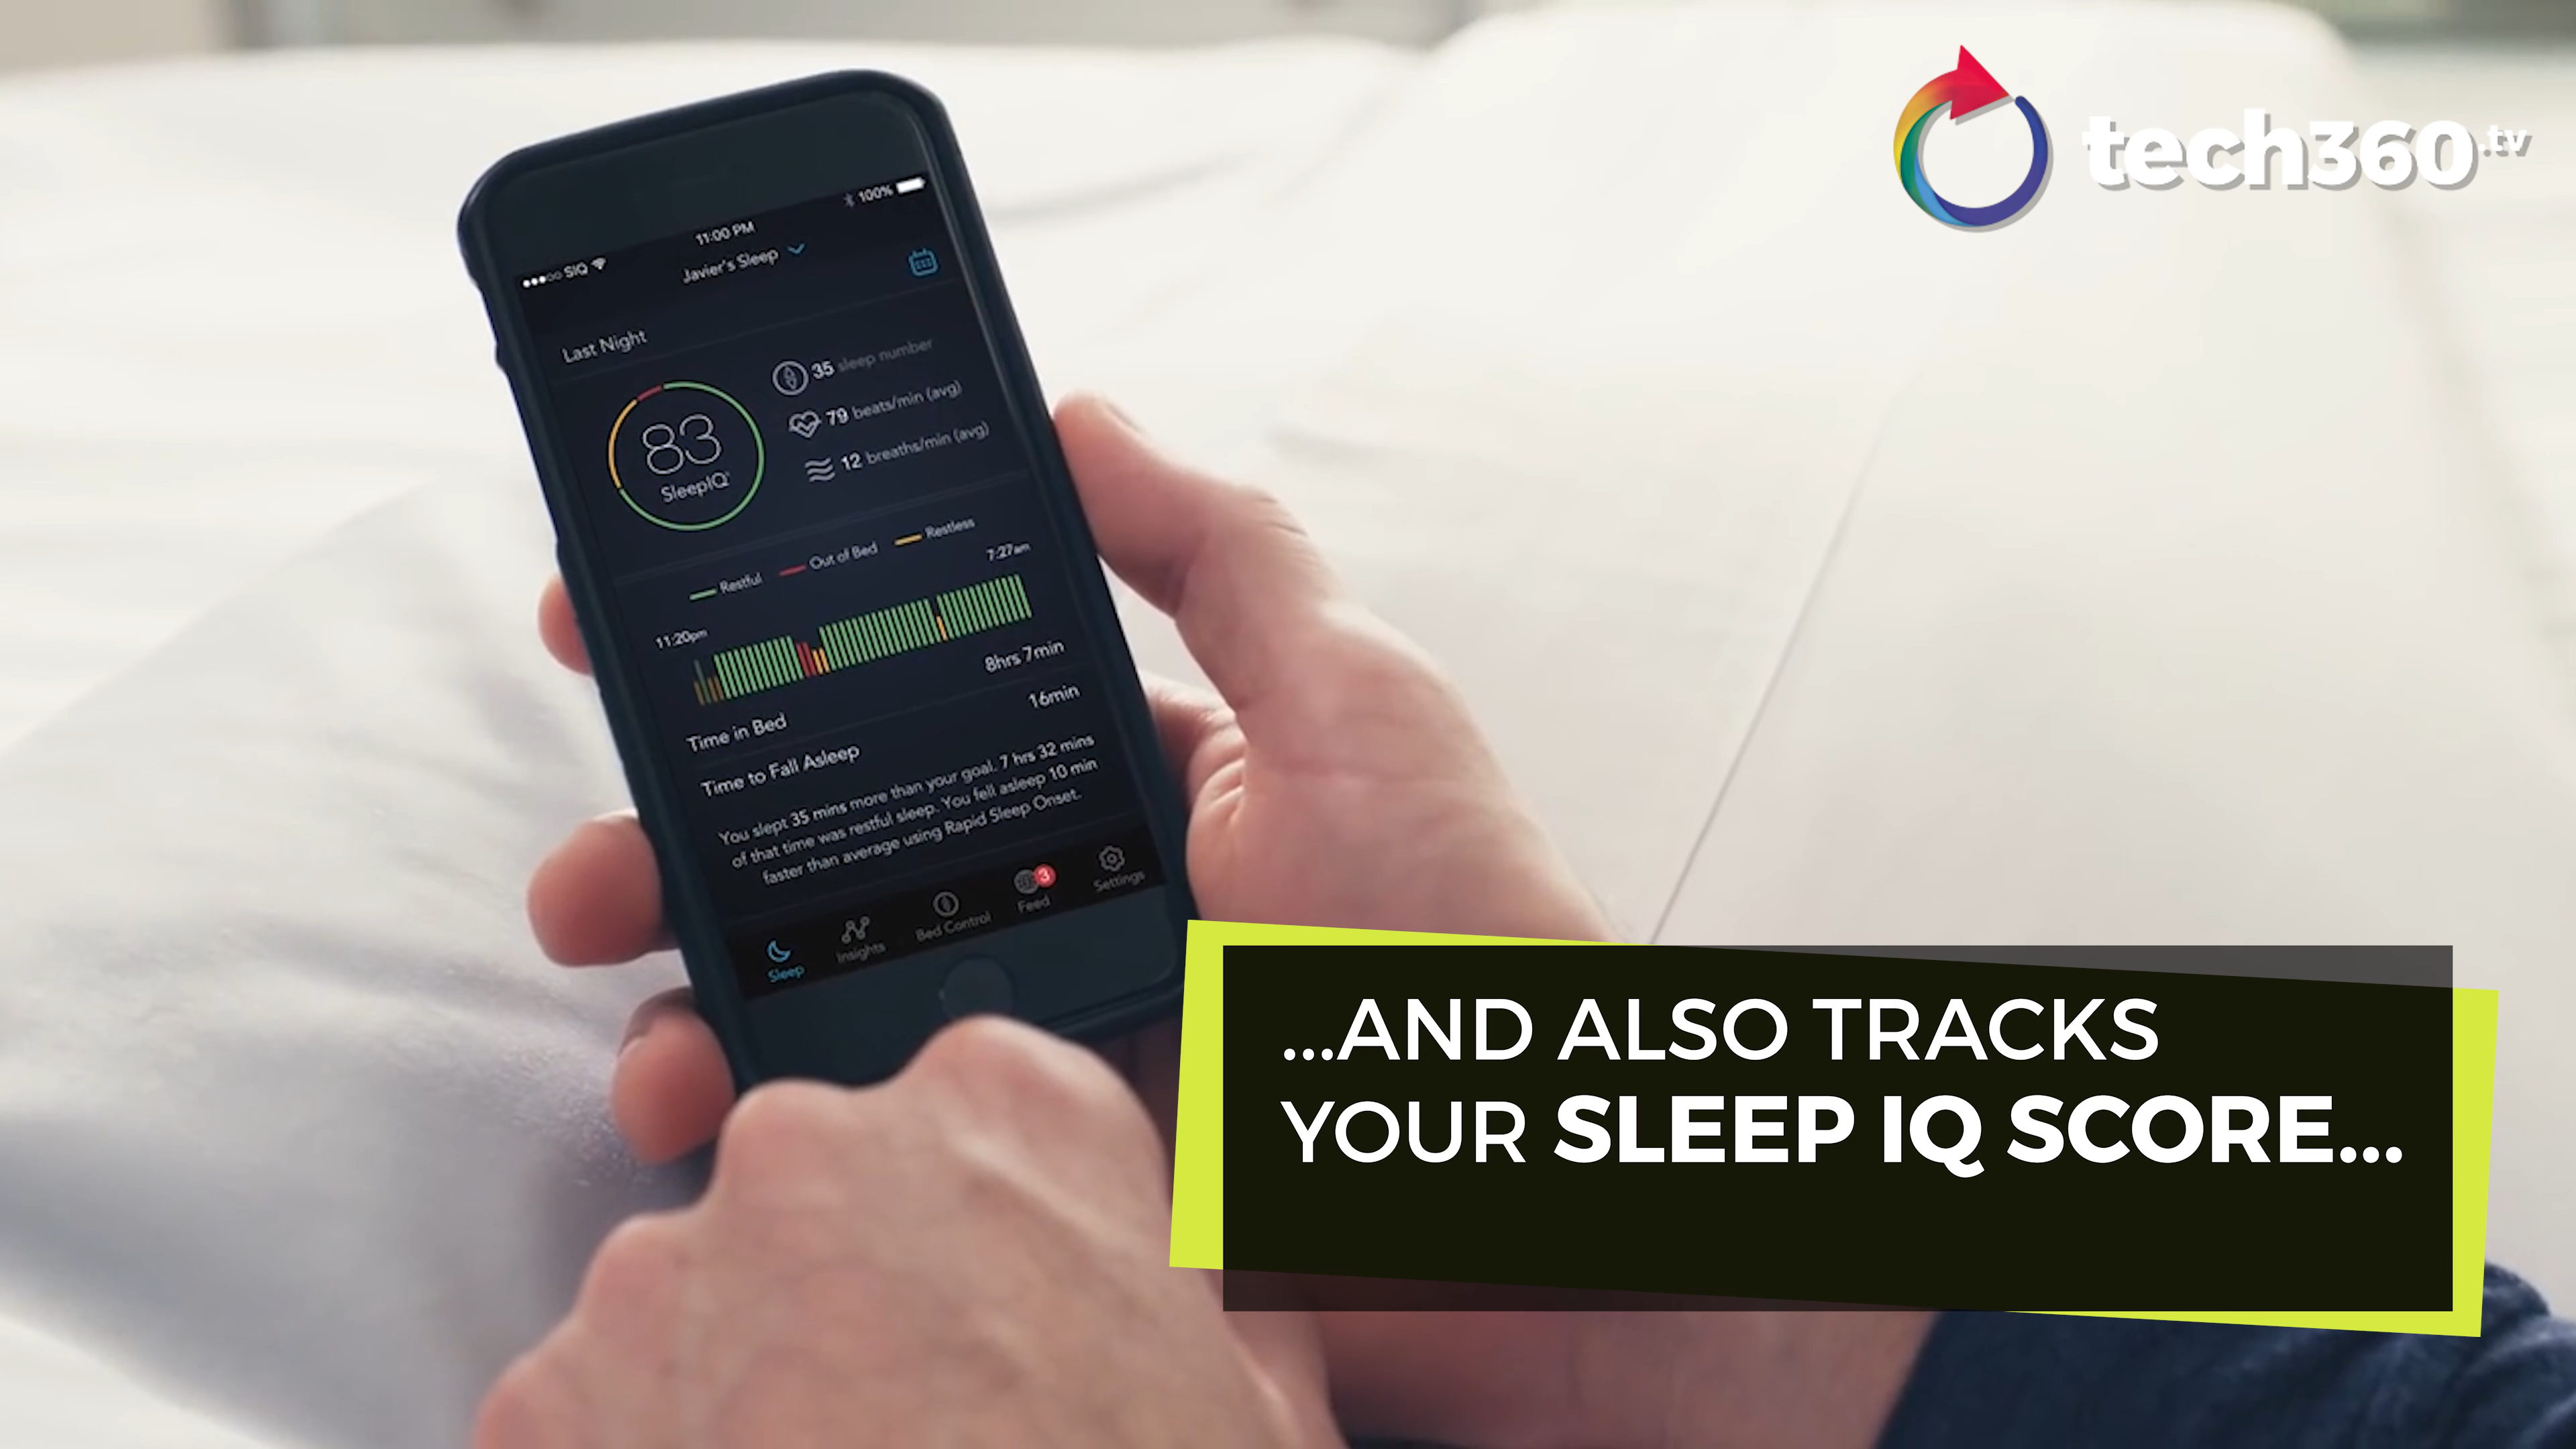 tech360.tv
SIQ
11:00 PM
100%
Javier's Sleep
Last Night
83
SleepIQ®
35 sleep number
79 beats/min (avg)
12 breaths/min (avg)
Restful
Out of Bed
Restless
11:20pm
7:27am
Time in Bed
8hrs 7min
Time to Fall Asleep
16min
You slept 35 mins more than your goal. 7 hrs 32 mins
of that time was restful sleep. You fell asleep 10 min
faster than average using Rapid Sleep Onset.
Sleep
Insights
Bed Control
Feed
3
Settings
...AND ALSO TRACKS
YOUR SLEEP IQ SCORE...